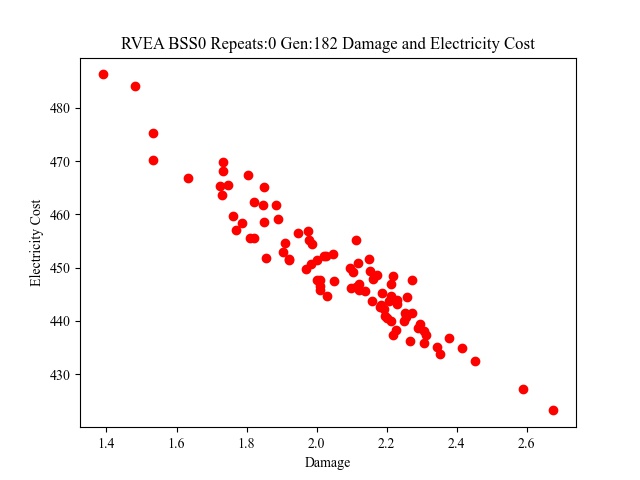 RVEA BSS0 Repeats:0 Gen:182 Damage and Electricity Cost
480
470
460
450
440
430
Electricity Cost
1.4 1.6 1.8 2.0 2.2 2.4 2.6
Damage